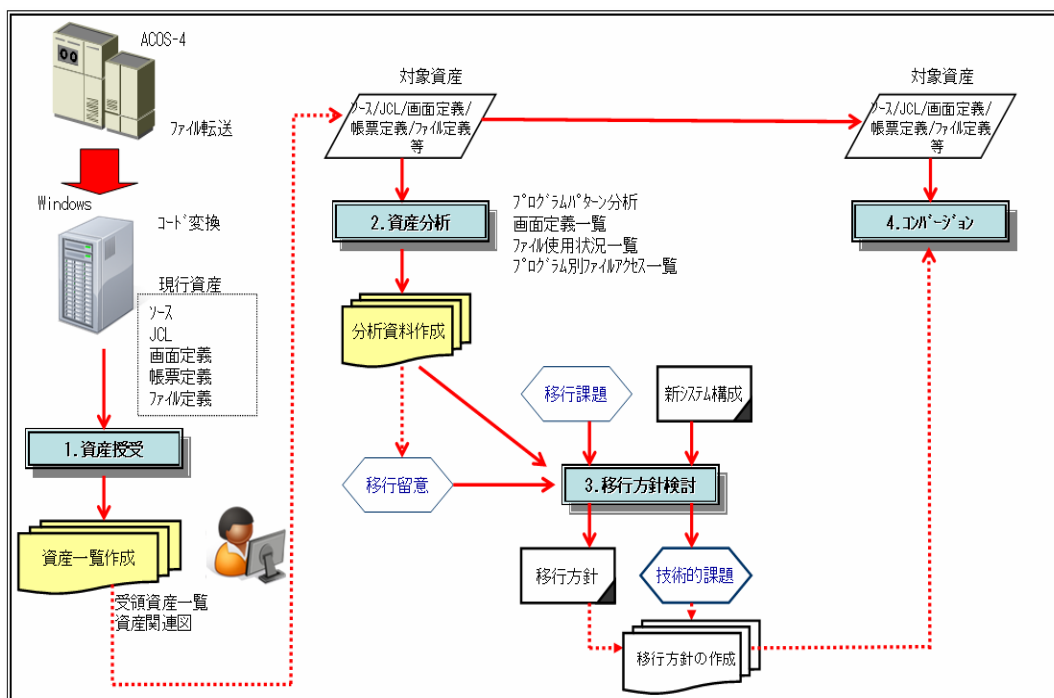 ACOS-4
ファイル転送
Windows
コード変換
現行資産
ソース
JCL
画面定義
帳票定義
ファイル定義
1.資産授受
資産一覧作成
受領資産一覧
資産関連図
対象資産
ソース/JCL/画面定義/
帳票定義/ファイル定義
等
2.資産分析
プログラムパターン分析
画面定義一覧
ファイル使用状況一覧
プログラム別ファイルアクセス一覧
分析資料作成
移行留意
移行課題
新システム構成
3.移行方針検討
移行方針
技術的課題
移行方針の作成
対象資産
ソース/JCL/画面定義/
帳票定義/ファイル定義
等
4.コンバージョン